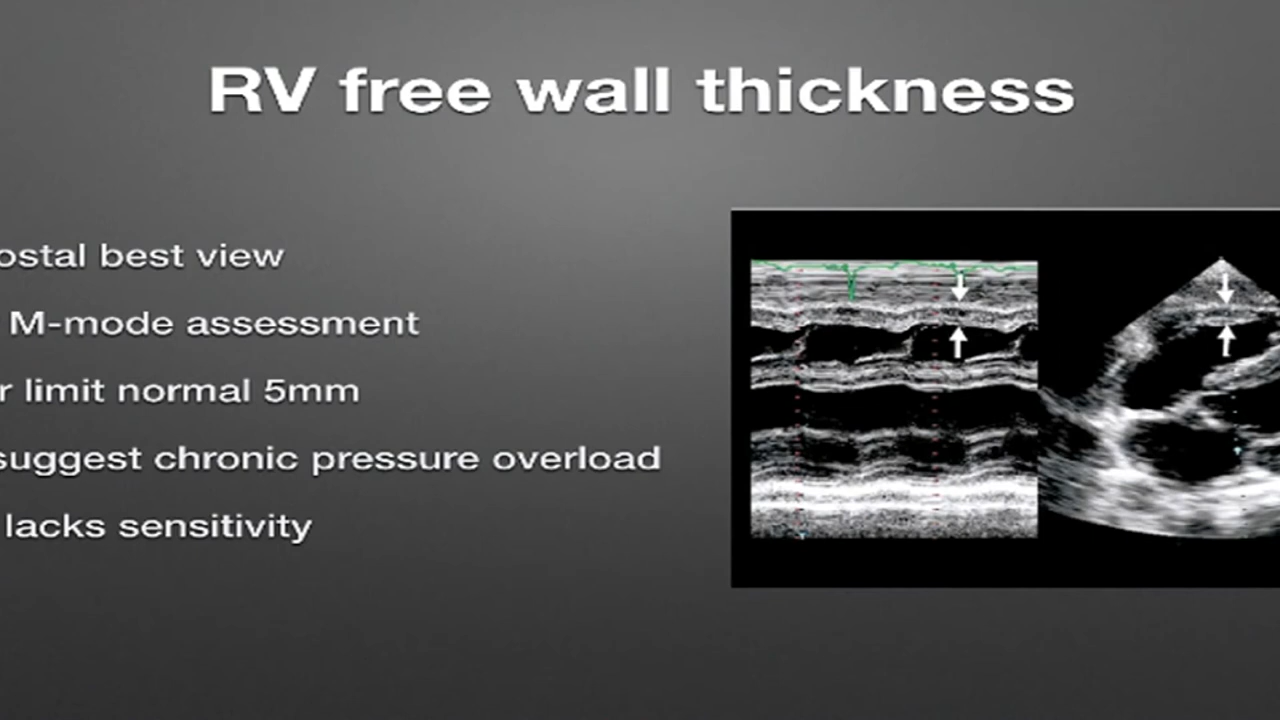 RV free wall thickness
ostal best view
M-mode assessment
r limit normal 5mm
suggest chronic pressure overload
lacks sensitivity